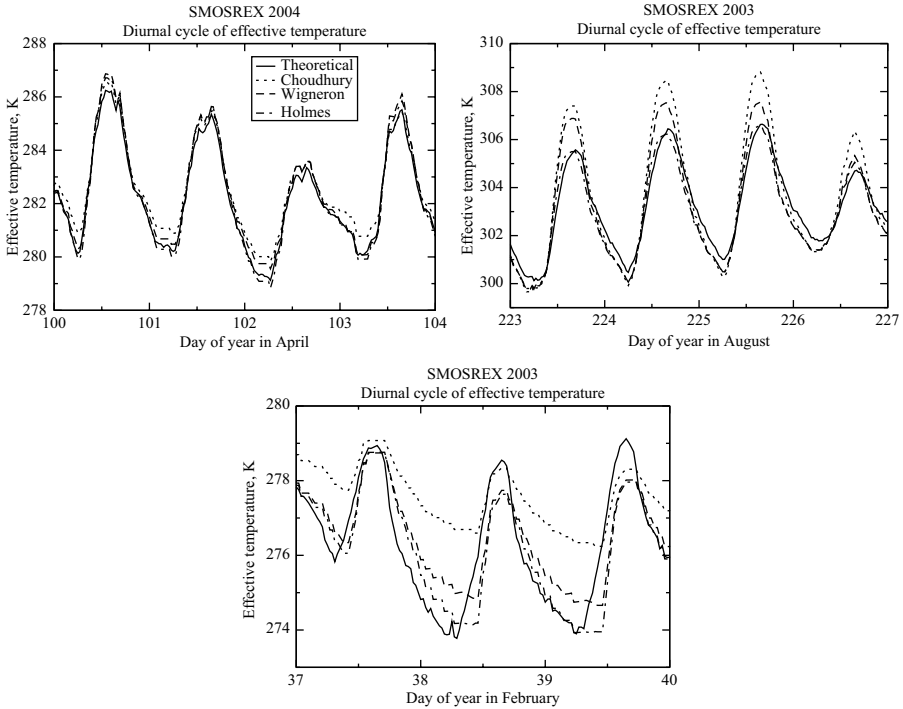 SMOSREX 2004
Diurnal cycle of effective temperature
288
286
284
282
280
278
Effective temperature, K
Theoretical
Choudhury
Wigneron
Holmes
100
101
102
103
104
Day of year in April
SMOSREX 2003
Diurnal cycle of effective temperature
310
308
306
304
302
300
Effective temperature, K
223
224
225
226
227
Day of year in August
SMOSREX 2003
Diurnal cycle of effective temperature
280
278
276
274
273
Effective temperature, K
37
38
39
40
Day of year in February